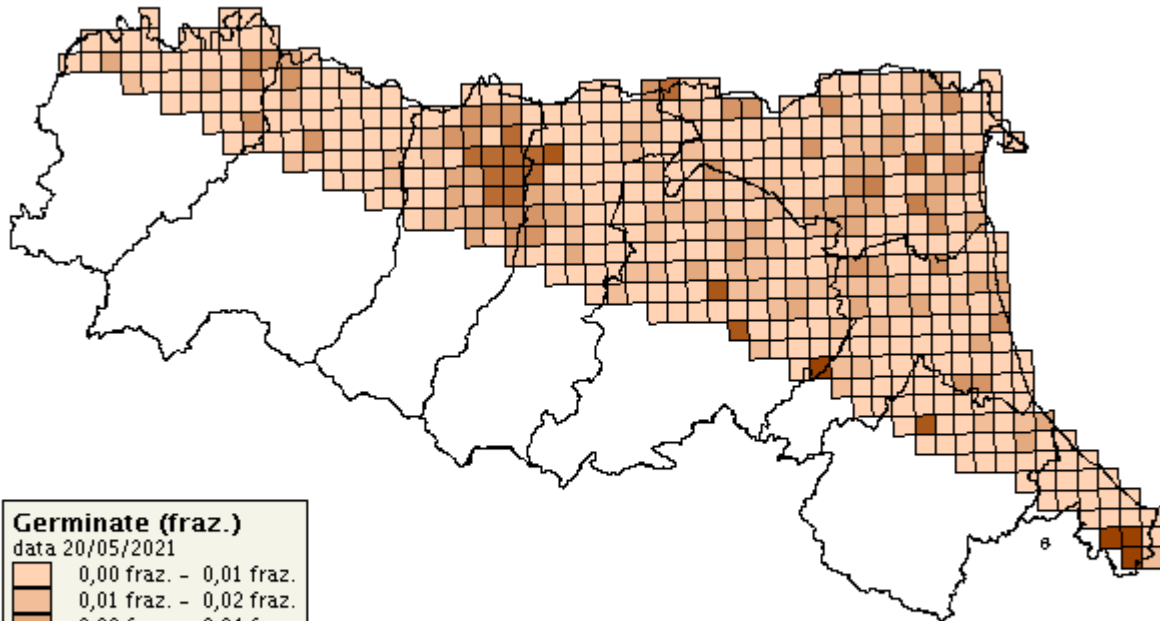 Germinate (fraz.)
data 20/05/2021
0,00 fraz. - 0,01 fraz.
0,01 fraz. - 0,02 fraz.